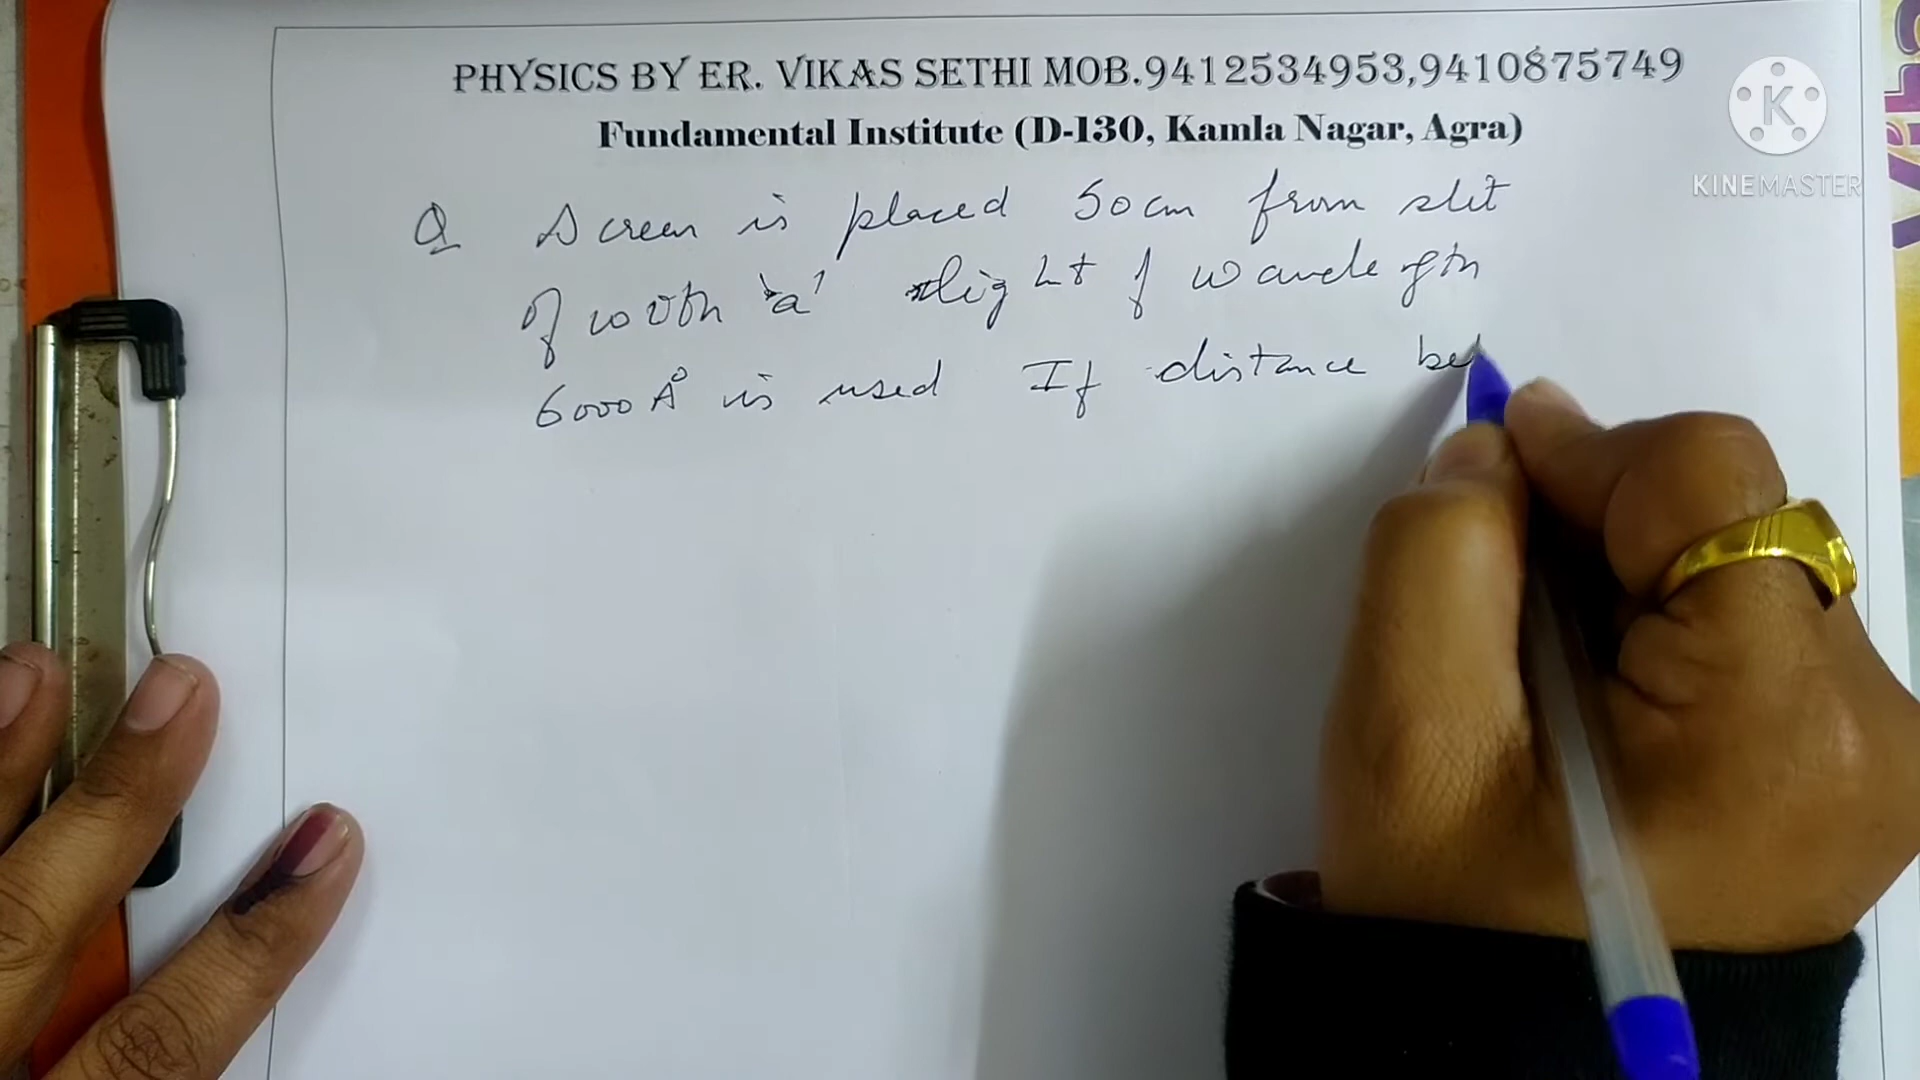 PHYSICS BY ER. VIKAS SETHI MOB.9412534953,9410875749
Fundamental Institute (D-130, Kamla Nagar, Agra)
KINEMASTER
Q Screen is placed 50cm from slit
of width 'a' light of wavelength
6000 Å is used If distance bet